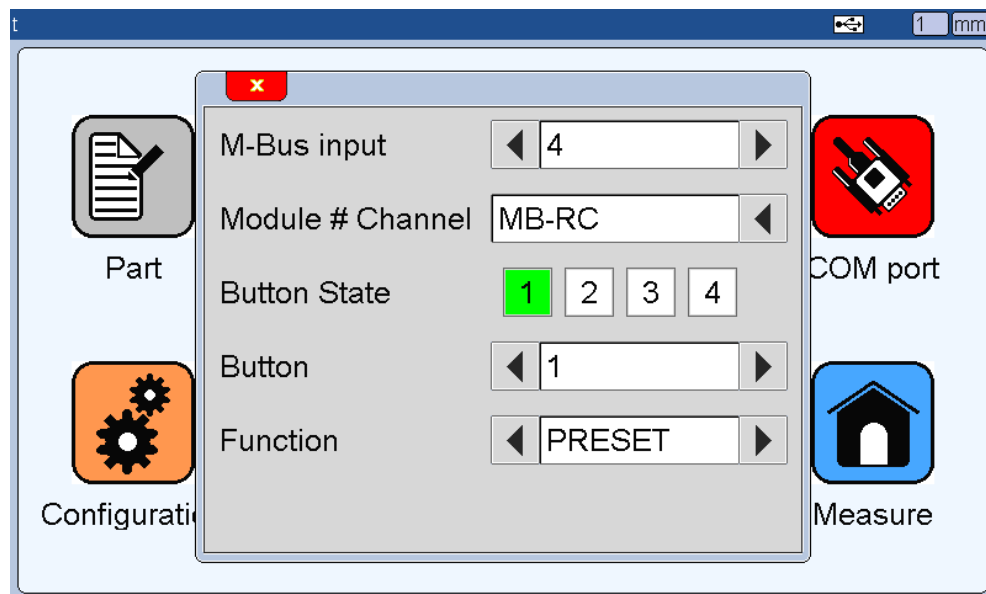 t
1 mm
x
M-Bus input 4
Module # Channel MB-RC
Button State 1 2 3 4
Button 1
Function PRESET
Part
COM port
Configurati
Measure